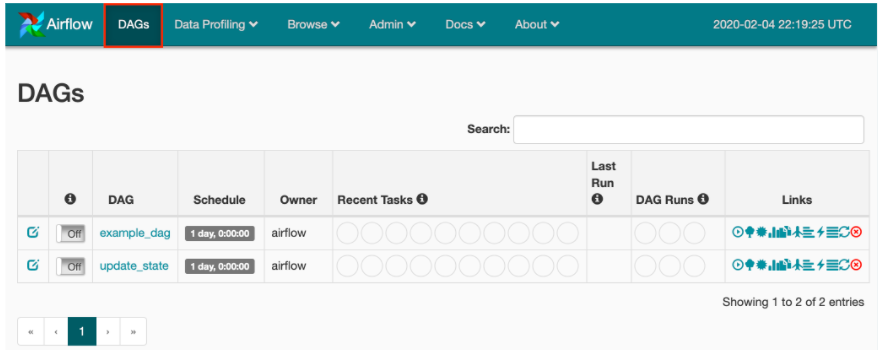 Airflow DAGs Data Profiling Browse Admin Docs About 2020-02-04 22:19:25 UTC
DAGs
Search:
DAG Schedule Owner Recent Tasks Last Run DAG Runs Links
Off example_dag 1 day, 0:00:00 airflow
Off update_state 1 day, 0:00:00 airflow
Showing 1 to 2 of 2 entries
« ‹ 1 › »